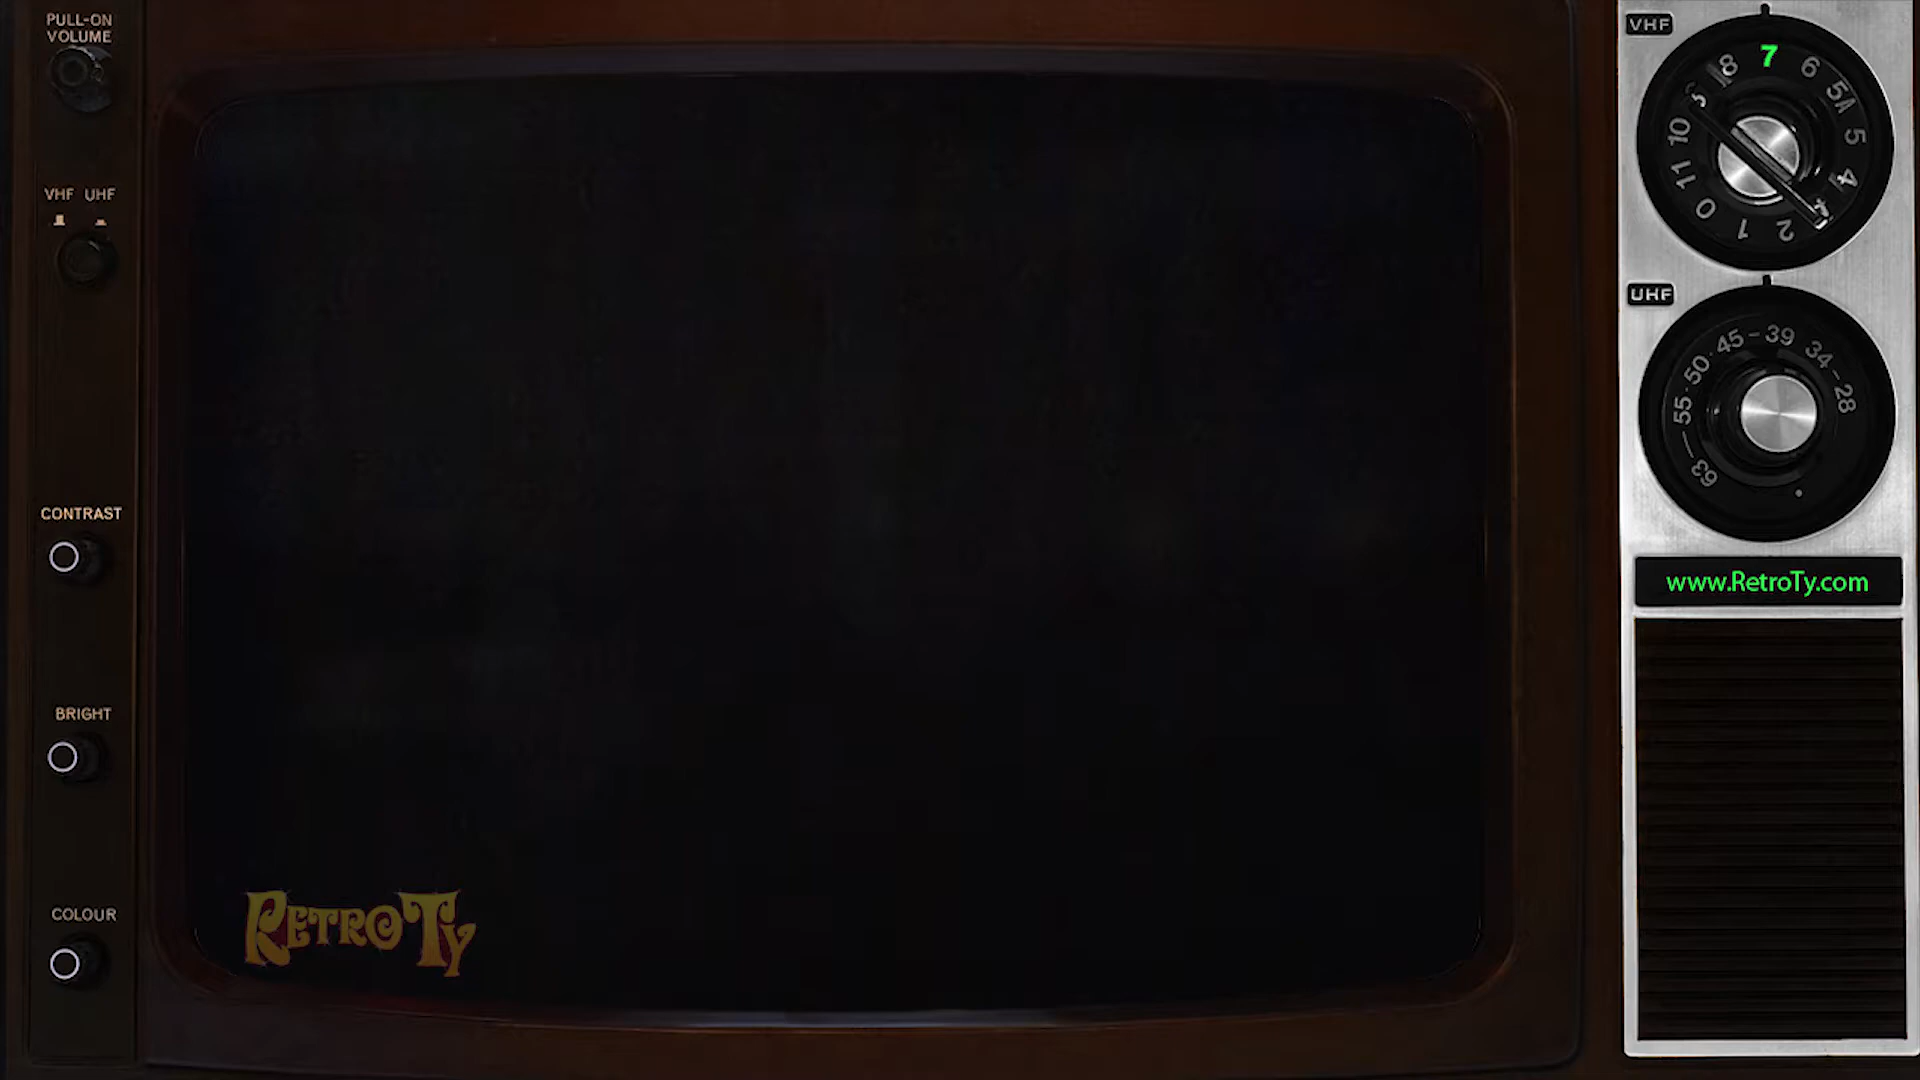 PULL-ON
VOLUME
VHF UHF
CONTRAST
BRIGHT
COLOUR
RETROTY
VHF
7
6
5A
5
4
2
1
0
11
10
8
UHF
63 - 55 · 50 · 45 - 39 34 - 28
www.RetroTy.com